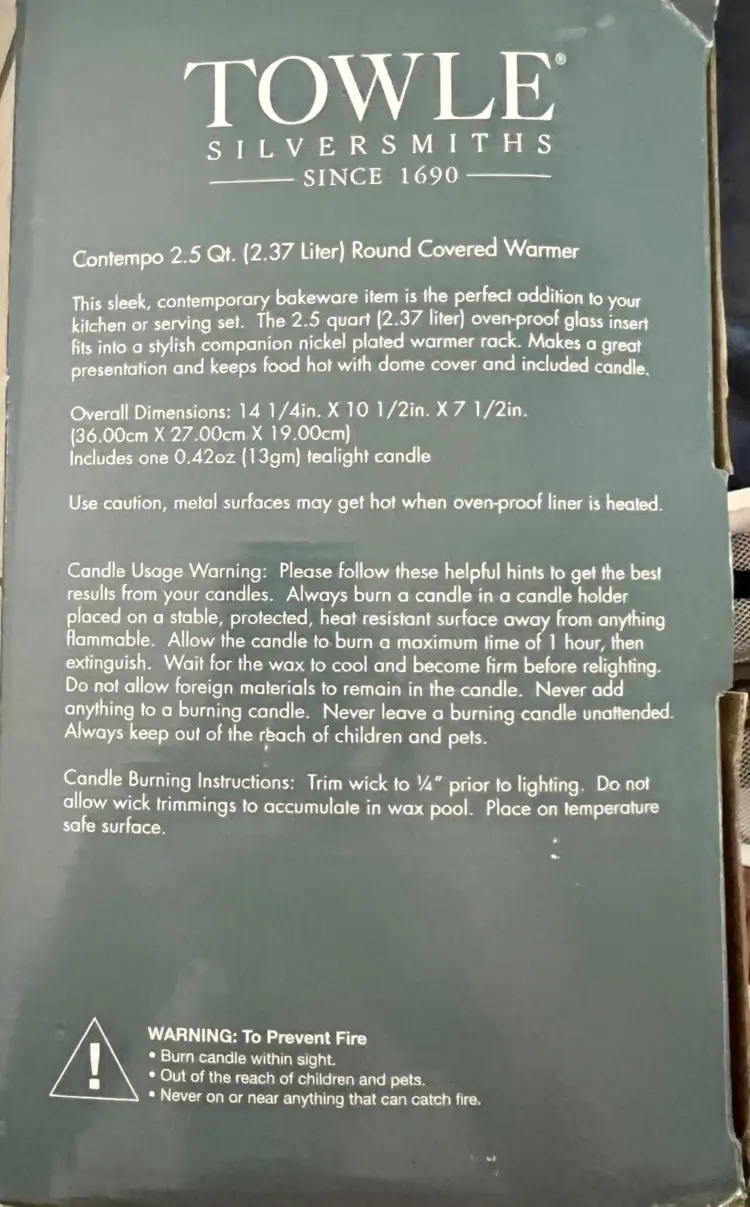 TOWLE®
SILVERSMITHS
SINCE 1690
Contempo 2.5 Qt. (2.37 Liter) Round Covered Warmer
This sleek, contemporary bakeware item is the perfect addition to your
kitchen or serving set. The 2.5 quart (2.37 liter) oven-proof glass insert
fits into a stylish companion nickel plated warmer rack. Makes a great
presentation and keeps food hot with dome cover and included candle.
Overall Dimensions: 14 1/4in. X 10 1/2in. X 7 1/2in.
(36.00cm X 27.00cm X 19.00cm)
Includes one 0.42oz (13gm) tealight candle
Use caution, metal surfaces may get hot when oven-proof liner is heated.
Candle Usage Warning: Please follow these helpful hints to get the best
results from your candles. Always burn a candle in a candle holder
placed on a stable, protected, heat resistant surface away from anything
flammable. Allow the candle to burn a maximum time of 1 hour, then
extinguish. Wait for the wax to cool and become firm before relighting.
Do not allow foreign materials to remain in the candle. Never add
anything to a burning candle. Never leave a burning candle unattended.
Always keep out of the reach of children and pets.
Candle Burning Instructions: Trim wick to ¼" prior to lighting. Do not
allow wick trimmings to accumulate in wax pool. Place on temperature
safe surface.
WARNING: To Prevent Fire
• Burn candle within sight.
• Out of the reach of children and pets.
• Never on or near anything that can catch fire.